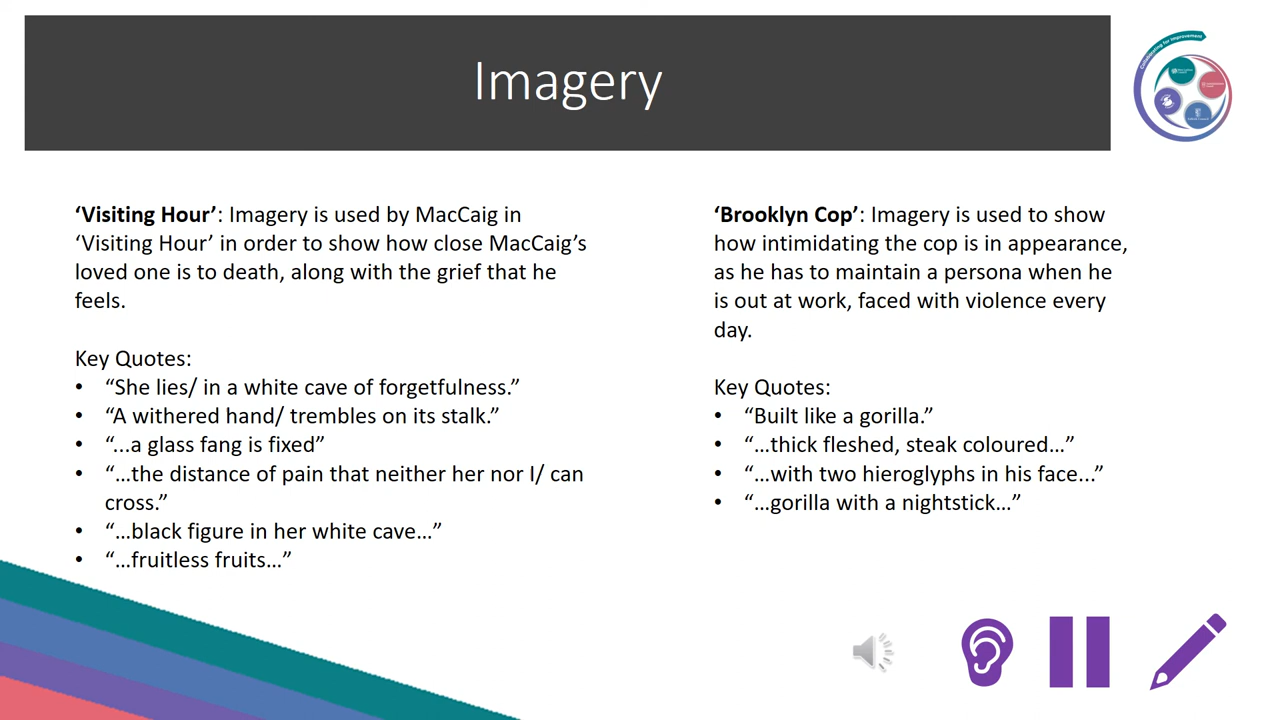 Imagery
Collaborating for Improvement
‘Visiting Hour’: Imagery is used by MacCaig in
‘Visiting Hour’ in order to show how close MacCaig’s
loved one is to death, along with the grief that he
feels.
Key Quotes:
• “She lies/ in a white cave of forgetfulness.”
• “A withered hand/ trembles on its stalk.”
• “...a glass fang is fixed”
• “…the distance of pain that neither her nor I/ can
cross.”
• “…black figure in her white cave…”
• “…fruitless fruits…”
‘Brooklyn Cop’: Imagery is used to show
how intimidating the cop is in appearance,
as he has to maintain a persona when he
is out at work, faced with violence every
day.
Key Quotes:
• “Built like a gorilla.”
• “…thick fleshed, steak coloured…”
• “…with two hieroglyphs in his face...”
• “…gorilla with a nightstick…”